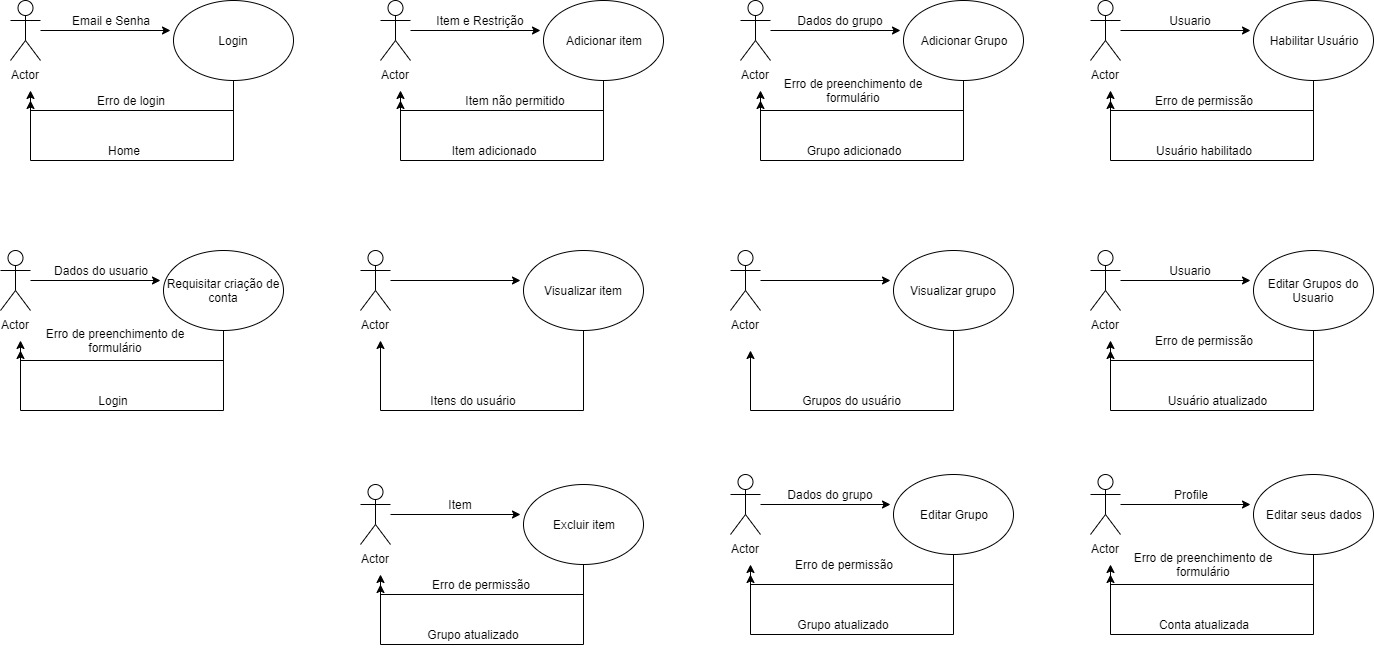 Email e Senha
Login
Actor
Erro de login
Home
Item e Restrição
Adicionar item
Actor
Item não permitido
Item adicionado
Dados do grupo
Adicionar Grupo
Actor
Erro de preenchimento de
formulário
Grupo adicionado
Usuario
Habilitar Usuário
Actor
Erro de permissão
Usuário habilitado
Dados do usuario
Requisitar criação de
conta
Actor
Erro de preenchimento de
formulário
Login
Visualizar item
Actor
Itens do usuário
Visualizar grupo
Actor
Grupos do usuário
Usuario
Editar Grupos do
Usuario
Actor
Erro de permissão
Usuário atualizado
Item
Excluir item
Actor
Erro de permissão
Grupo atualizado
Dados do grupo
Editar Grupo
Actor
Erro de permissão
Grupo atualizado
Profile
Editar seus dados
Actor
Erro de preenchimento de
formulário
Conta atualizada